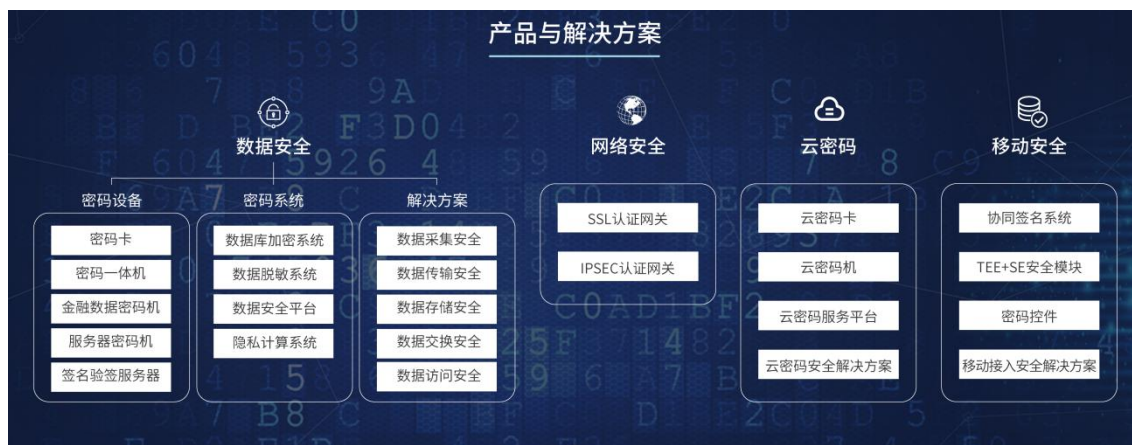 产品与解决方案
数据安全
密码设备
密码卡
密码一体机
金融数据密码机
服务器密码机
签名验签服务器
密码系统
数据库加密系统
数据脱敏系统
数据安全平台
隐私计算系统
解决方案
数据采集安全
数据传输安全
数据存储安全
数据交换安全
数据访问安全
网络安全
SSL认证网关
IPSEC认证网关
云密码
云密码卡
云密码机
云密码服务平台
云密码安全解决方案
移动安全
协同签名系统
TEE+SE安全模块
密码控件
移动接入安全解决方案